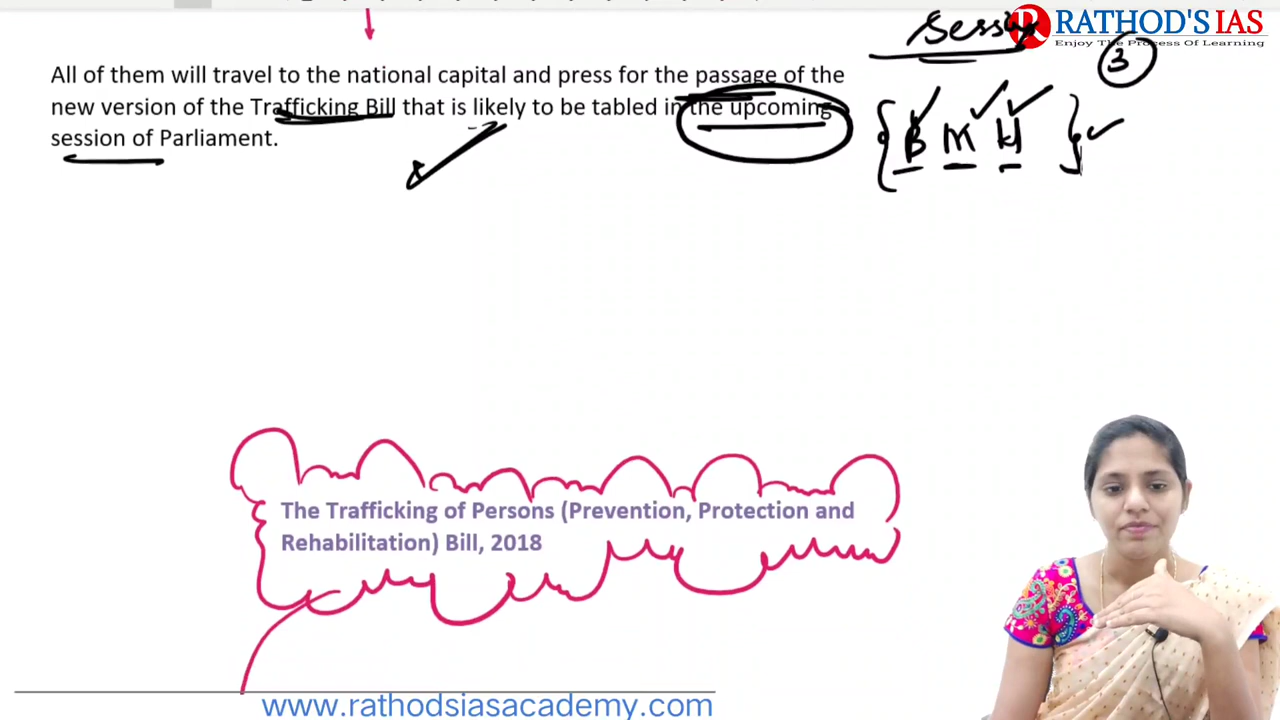 RATHOD'S IAS
Enjoy The Process Of Learning
3
All of them will travel to the national capital and press for the passage of the
new version of the Trafficking Bill that is likely to be tabled in the upcoming
session of Parliament.
B M
The Trafficking of Persons (Prevention, Protection and
Rehabilitation) Bill, 2018
www.rathodsiasacademy.com